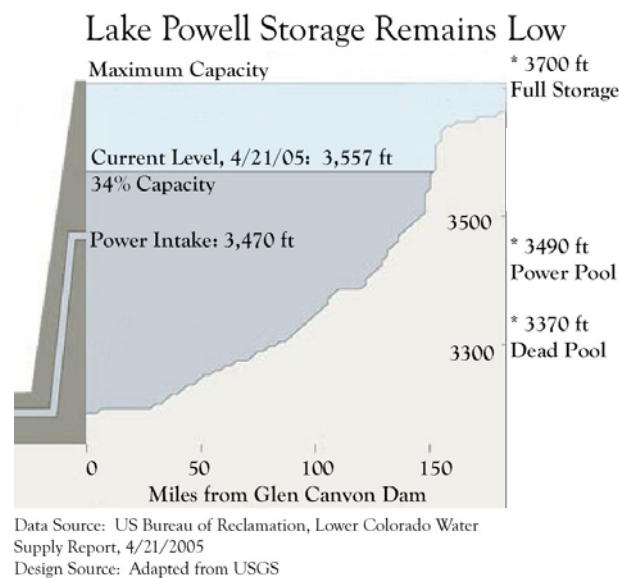 Lake Powell Storage Remains Low
Maximum Capacity
* 3700 ft
Full Storage
Current Level, 4/21/05: 3,557 ft
34% Capacity
3500
Power Intake: 3,470 ft
* 3490 ft
Power Pool
* 3370 ft
3300
Dead Pool
0
50
100
150
Miles from Glen Canyon Dam
Data Source: US Bureau of Reclamation, Lower Colorado Water
Supply Report, 4/21/2005
Design Source: Adapted from USGS